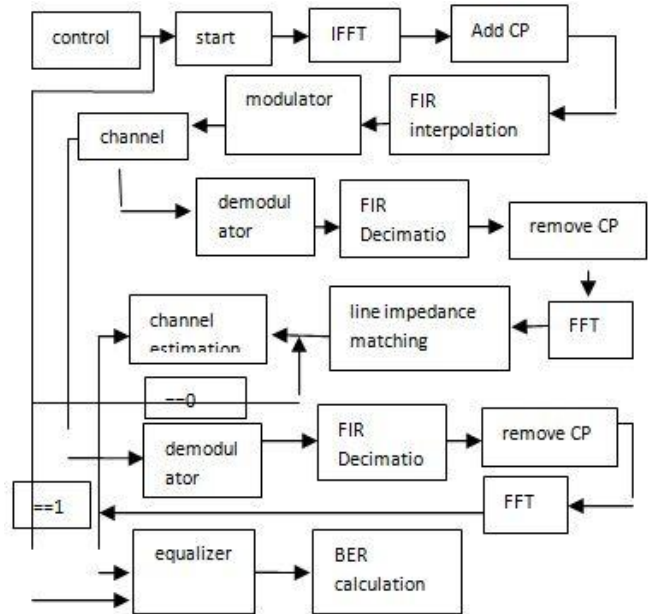 control
start
IFFT
Add CP
modulator
FIR
interpolation
channel
demodul
ator
FIR
Decimatio
remove CP
channel
estimation
line impedance
matching
FFT
==0
demodul
ator
FIR
Decimatio
remove CP
==1
FFT
equalizer
BER
calculation